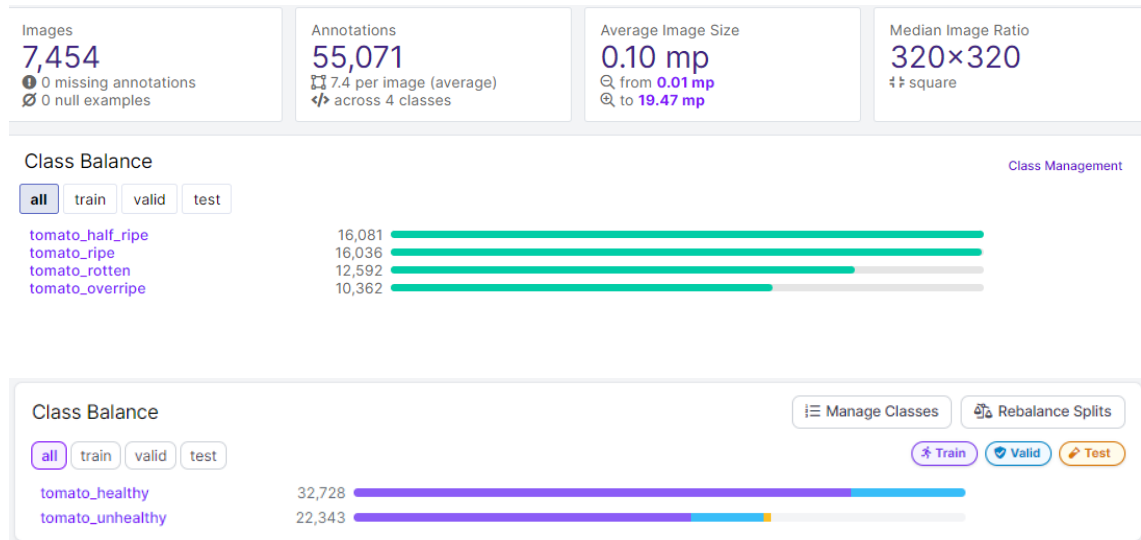 Images
7,454
0 missing annotations
0 null examples
Annotations
55,071
7.4 per image (average)
</> across 4 classes
Average Image Size
0.10 mp
from 0.01 mp
to 19.47 mp
Median Image Ratio
320×320
square
Class Balance
Class Management
all train valid test
tomato_half_ripe 16,081
tomato_ripe 16,036
tomato_rotten 12,592
tomato_overripe 10,362
Class Balance
Manage Classes Rebalance Splits
all train valid test Train Valid Test
tomato_healthy 32,728
tomato_unhealthy 22,343